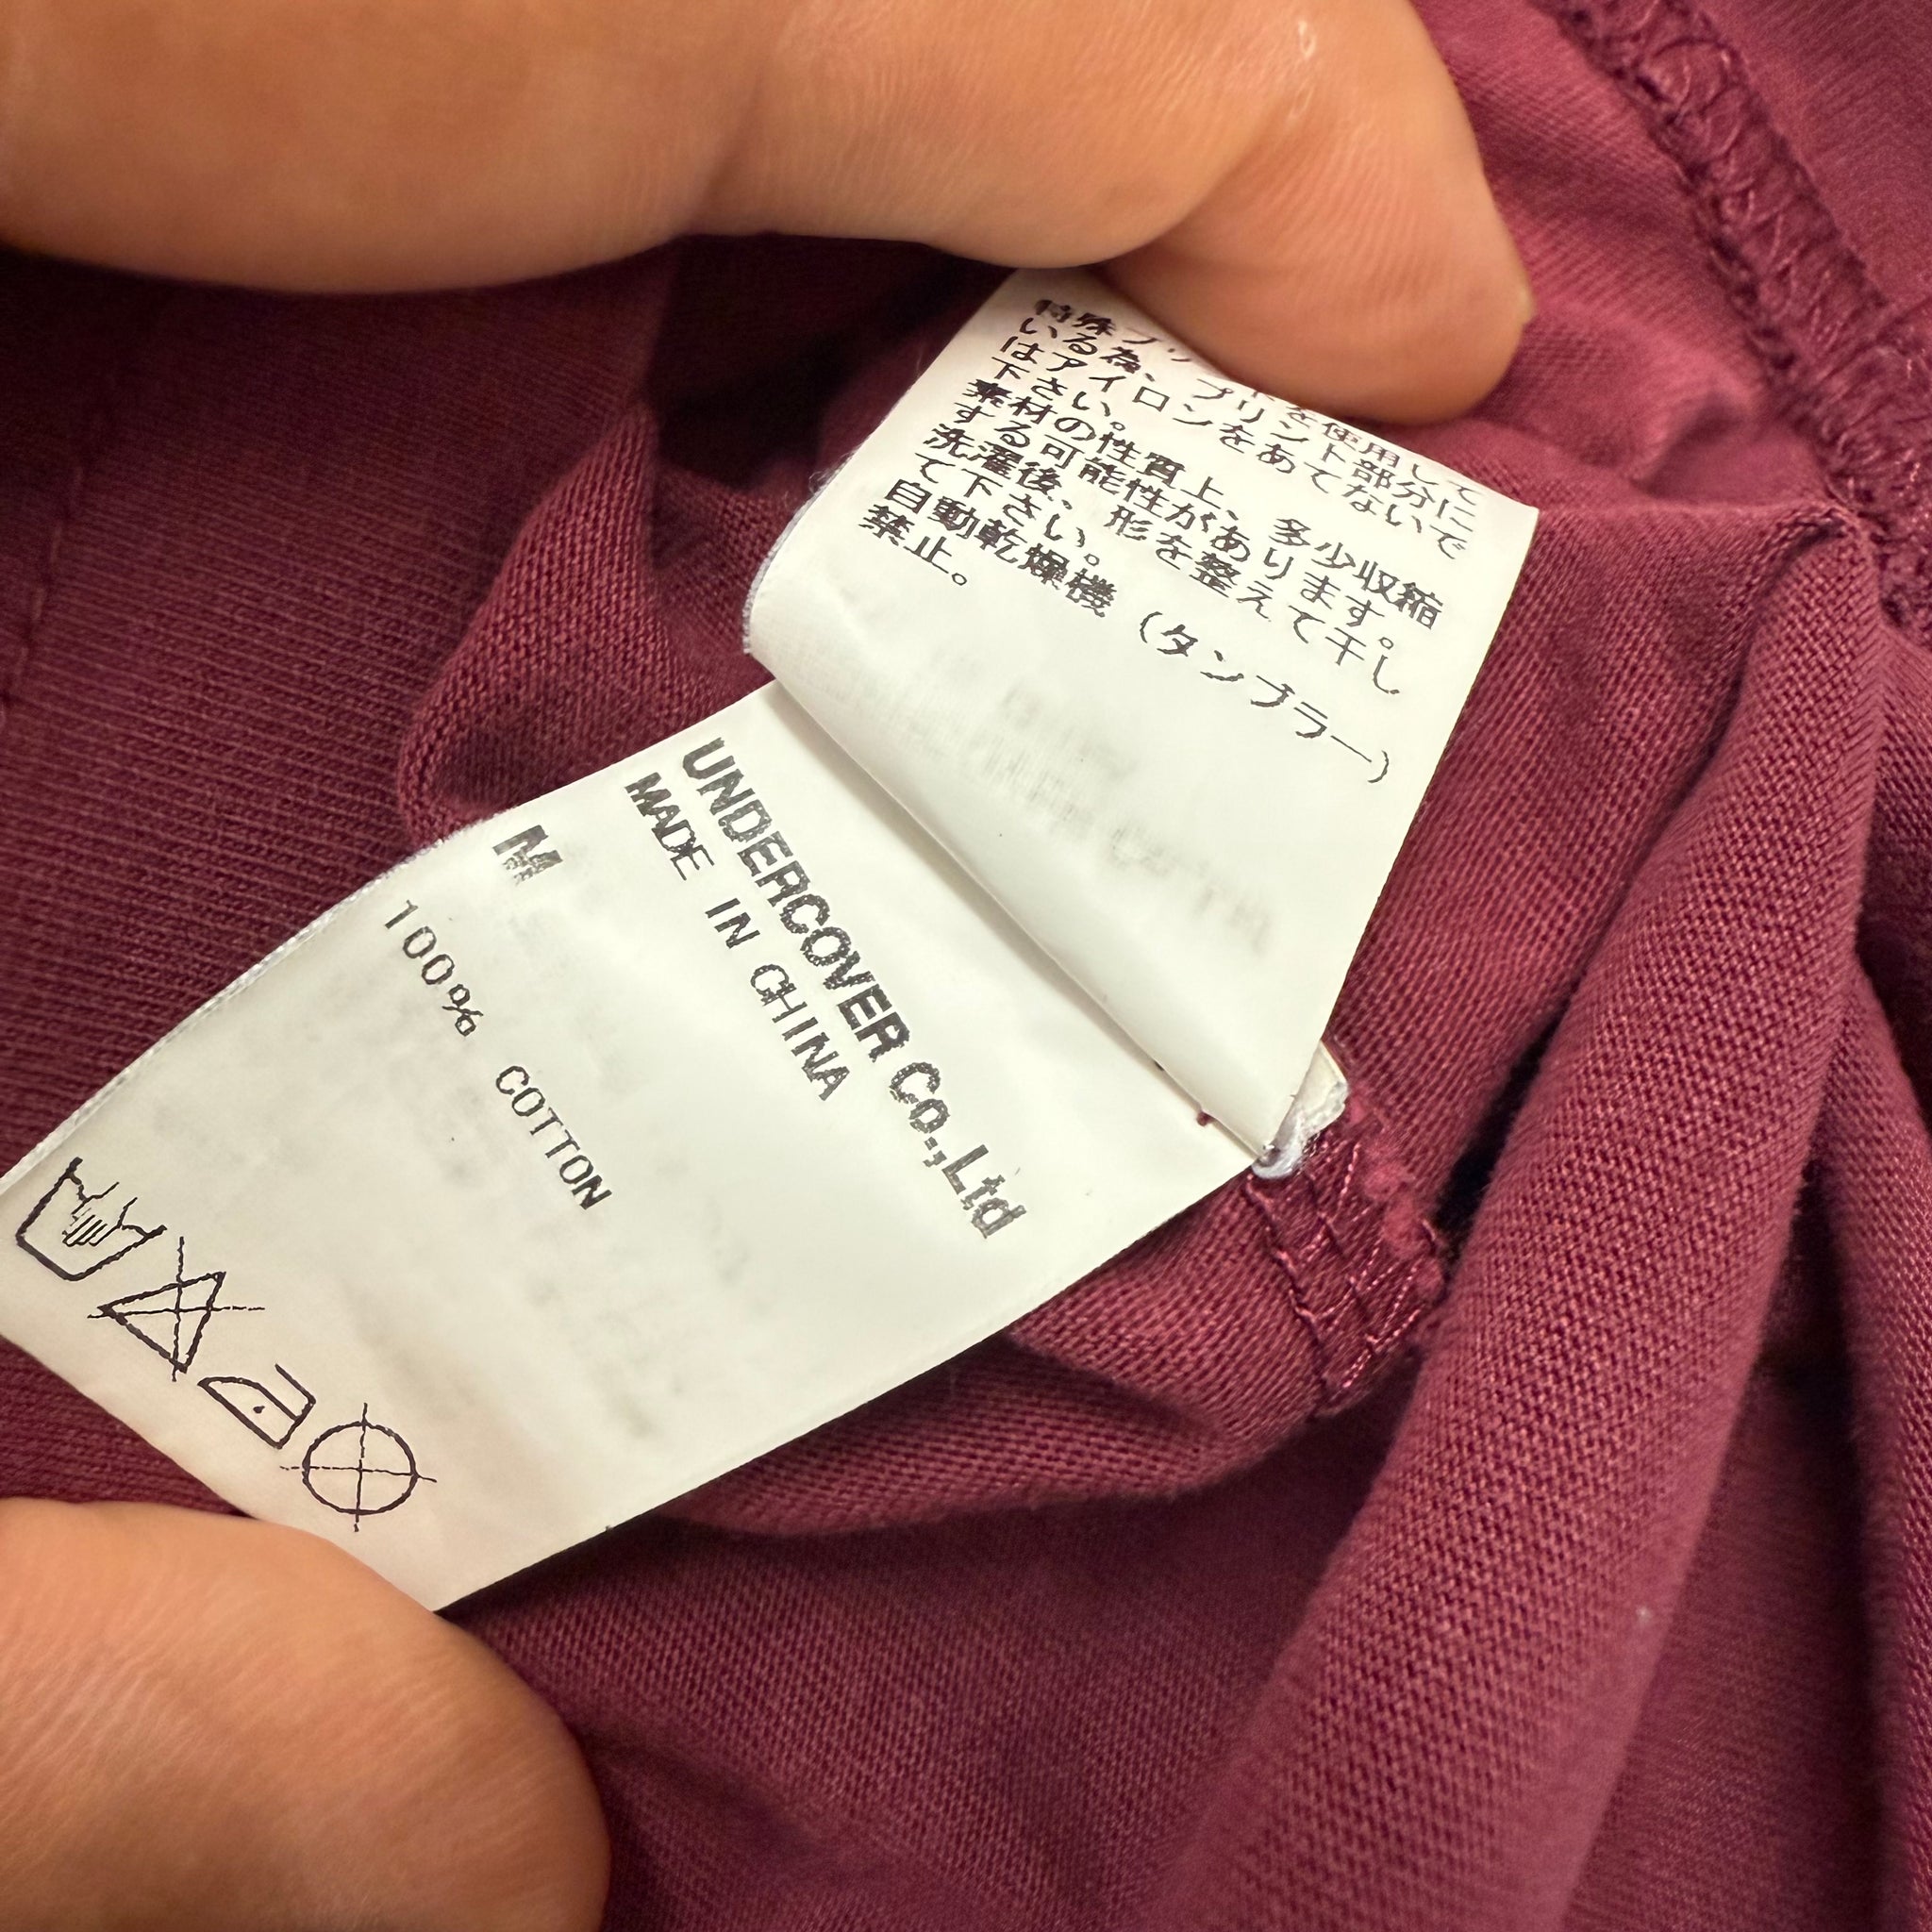 特殊プリントを使用して
いる為、プリント部分に
はアイロンをあてないで
下さい。
素材の性質上、多少収縮
する可能性があります。
洗濯後、形を整えて干し
て下さい。
自動乾燥機（タンブラー）
禁止。
UNDERCOVER Co.,Ltd
MADE IN CHINA
M
100% COTTON